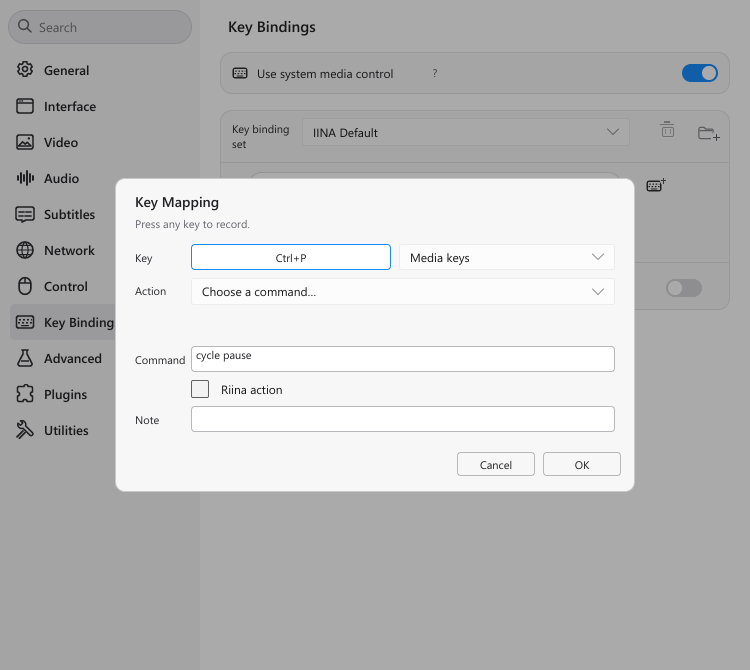 Search
General
Interface
Video
Audio
Subtitles
Network
Control
Key Binding
Advanced
Plugins
Utilities
Key Bindings
Use system media control ?
Key binding set
IINA Default
Key Mapping
Press any key to record.
Key Ctrl+P Media keys
Action Choose a command...
Command cycle pause
Riina action
Note
Cancel OK